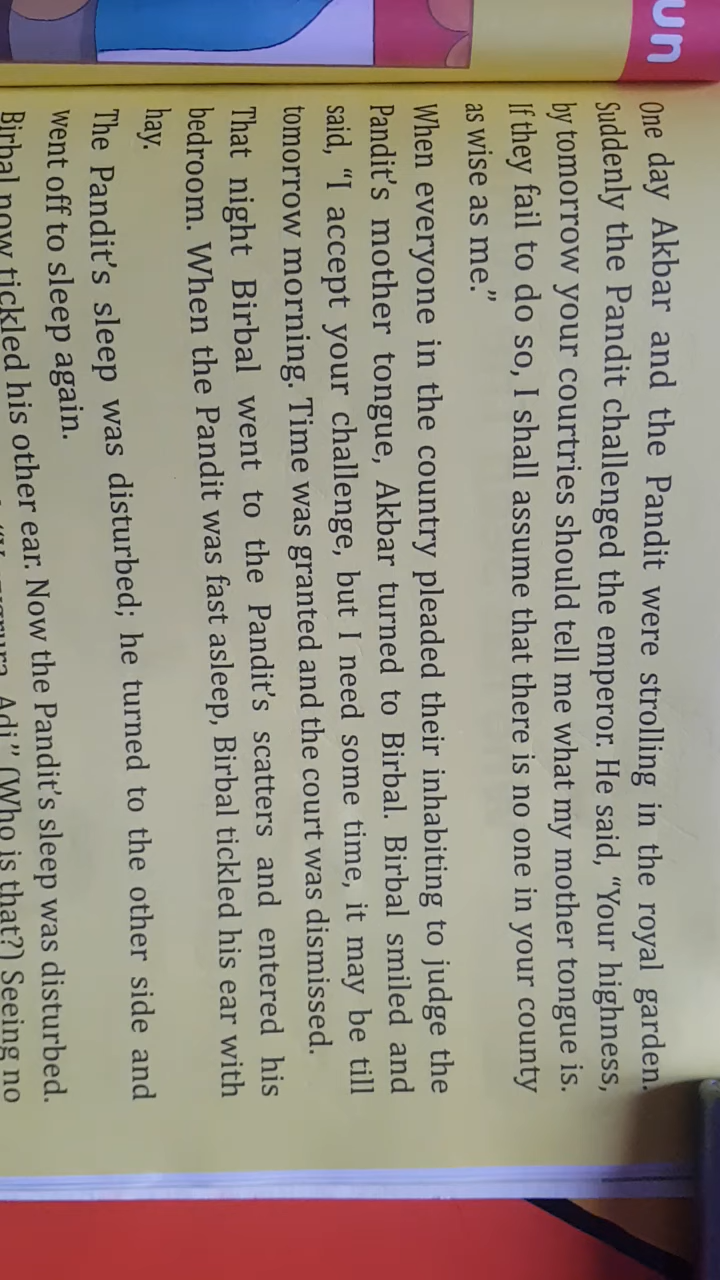 un
One day Akbar and the Pandit were strolling in the royal garden.
Suddenly the Pandit challenged the emperor. He said, “Your highness,
by tomorrow your courtries should tell me what my mother tongue is.
If they fail to do so, I shall assume that there is no one in your county
as wise as me.”
When everyone in the country pleaded their inhabiting to judge the
Pandit’s mother tongue, Akbar turned to Birbal. Birbal smiled and
said, “I accept your challenge, but I need some time, it may be till
tomorrow morning. Time was granted and the court was dismissed.
That night Birbal went to the Pandit’s scatters and entered his
bedroom. When the Pandit was fast asleep, Birbal tickled his ear with
hay.
The Pandit’s sleep was disturbed; he turned to the other side and
went off to sleep again.
Birbal now tickled his other ear. Now the Pandit’s sleep was disturbed.
Adi.” (Who is that?) Seeing no